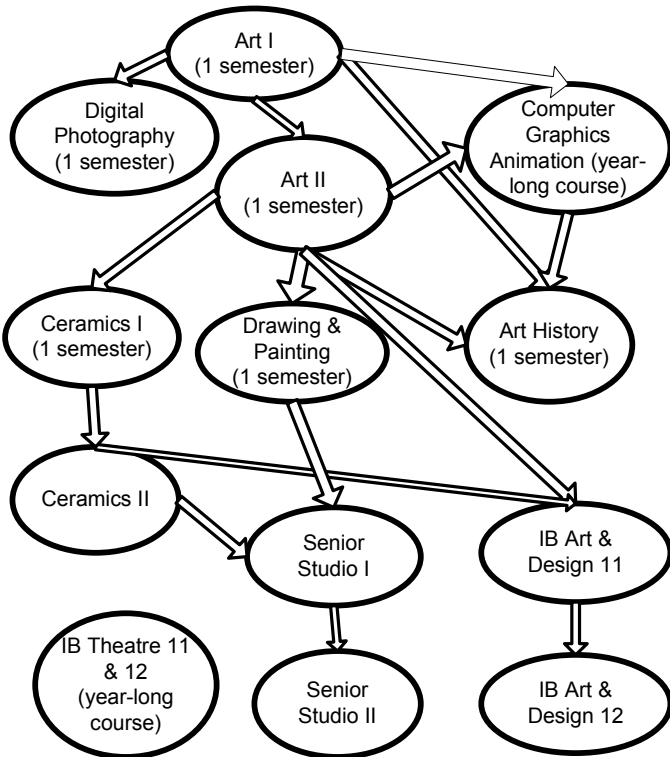 Art I
(1 semester)
Digital
Photography
(1 semester)
Computer
Graphics
Animation (year-
long course)
Art II
(1 semester)
Ceramics I
(1 semester)
Drawing &
Painting
(1 semester)
Art History
(1 semester)
Ceramics II
Senior
Studio I
IB Art &
Design 11
IB Theatre 11
& 12
(year-long
course)
Senior
Studio II
IB Art &
Design 12